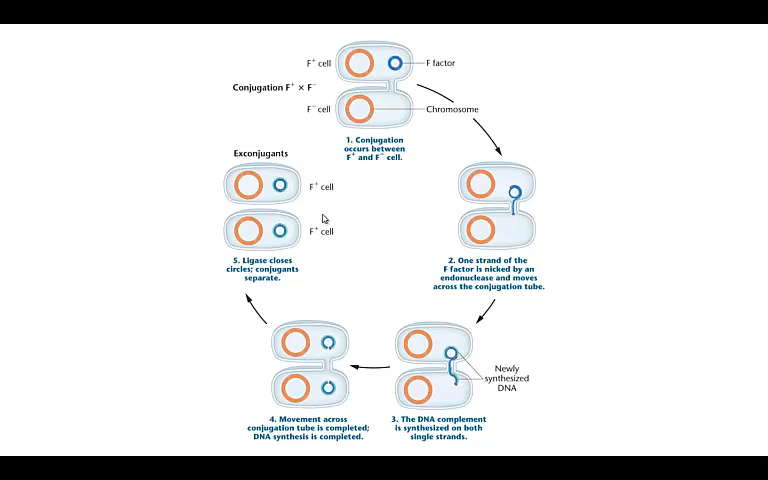 F⁺ cell
F factor
Conjugation F⁺ × F⁻
F⁻ cell
Chromosome
1. Conjugation
occurs between
F⁺ and F⁻ cell.
Exconjugants
F⁺ cell
F⁺ cell
5. Ligase closes
circles; conjugants
separate.
2. One strand of the
F factor is nicked by an
endonuclease and moves
across the conjugation tube.
Newly
synthesized
DNA
4. Movement across
conjugation tube is completed;
DNA synthesis is completed.
3. The DNA complement
is synthesized on both
single strands.